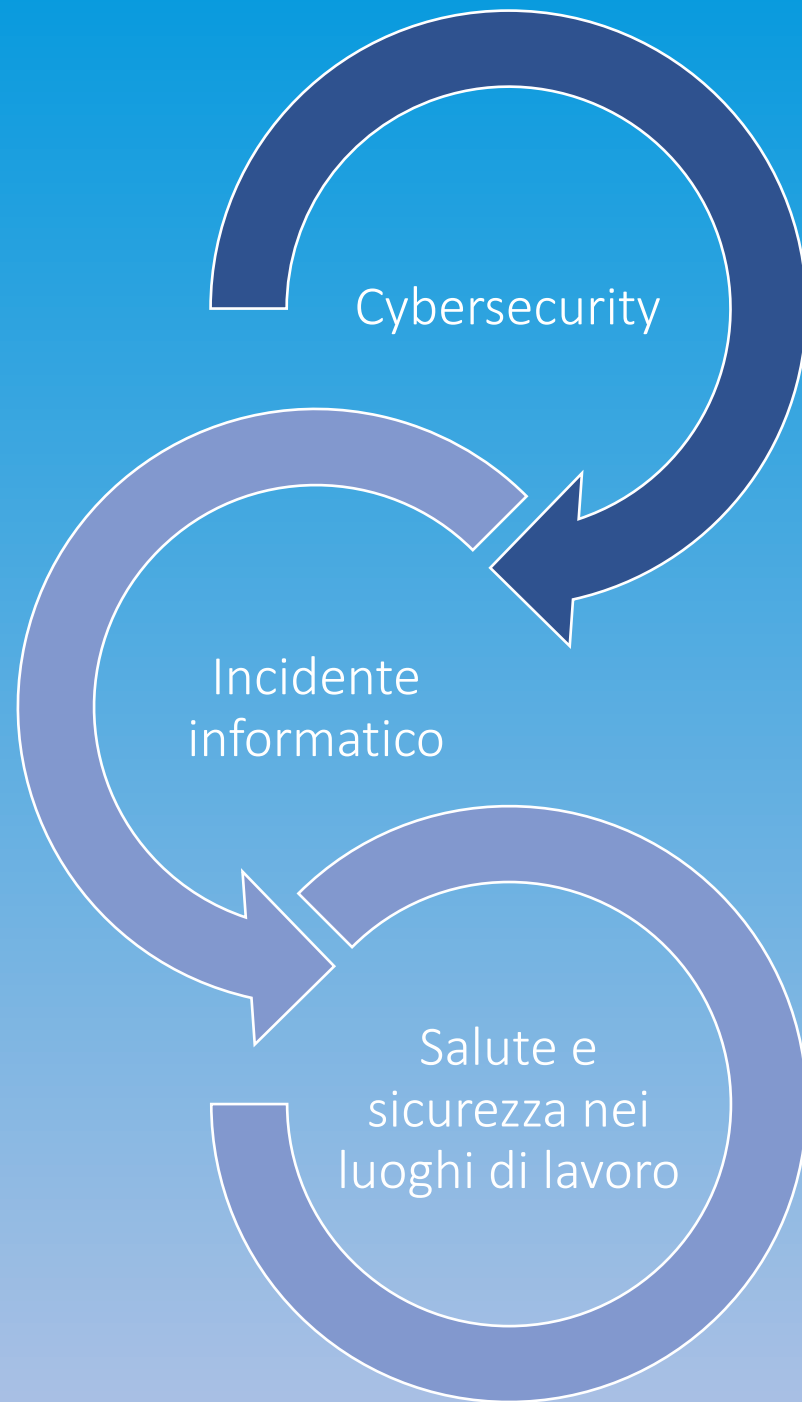 Cybersecurity
Incidente
informatico
Salute e
sicurezza nei
luoghi di lavoro